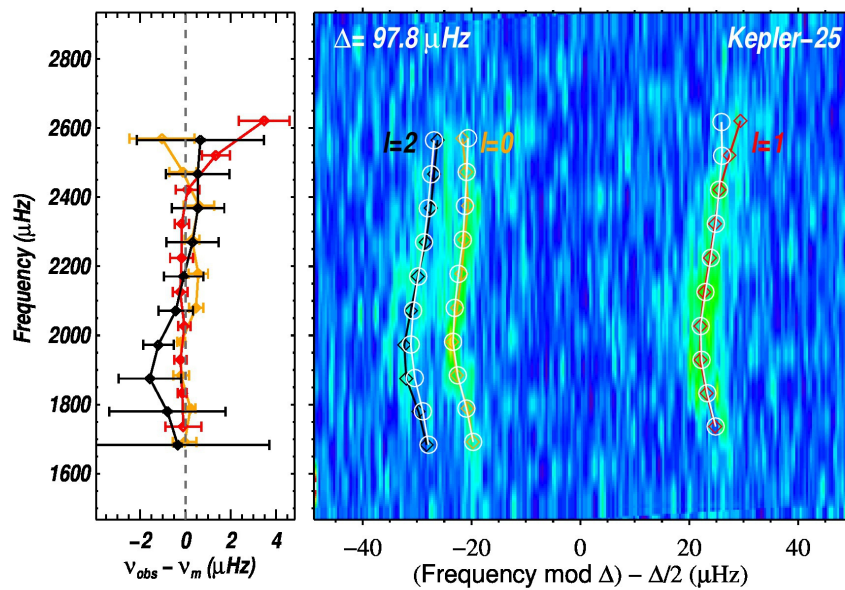 Δ= 97.8 μHz
Kepler−25
l=2
l=0
l=1
Frequency (μHz)
2800
2600
2400
2200
2000
1800
1600
−2 0 2 4
ν_obs − ν_m (μHz)
−40 −20 0 20 40
(Frequency mod Δ) − Δ/2 (μHz)